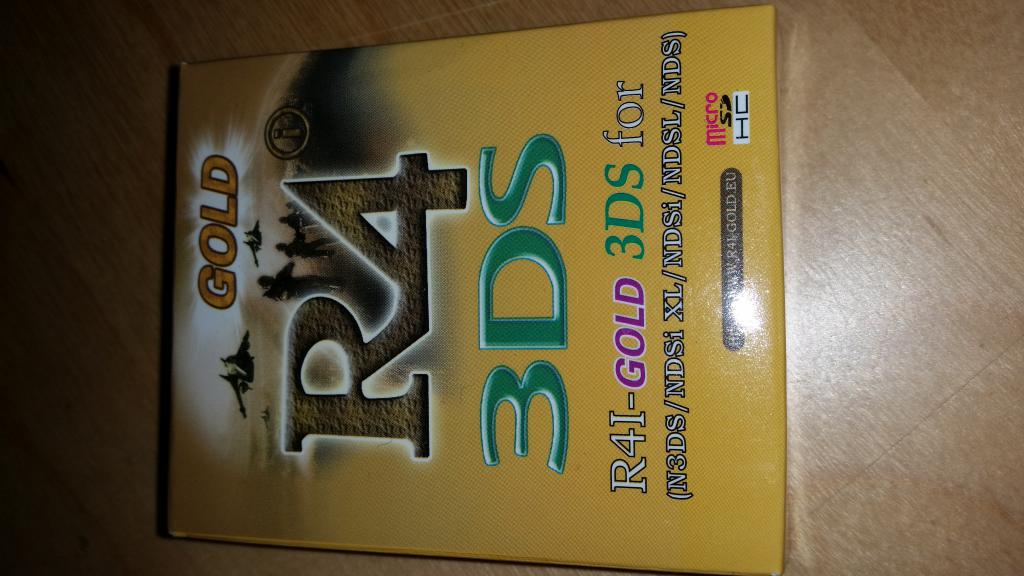 GOLD
R4
i
3DS
R4I-GOLD 3DS for
(N3DS/NDSi XL/NDSi/NDSL/NDS)
Micro
SD
HC
WWW.R4I-GOLD.EU